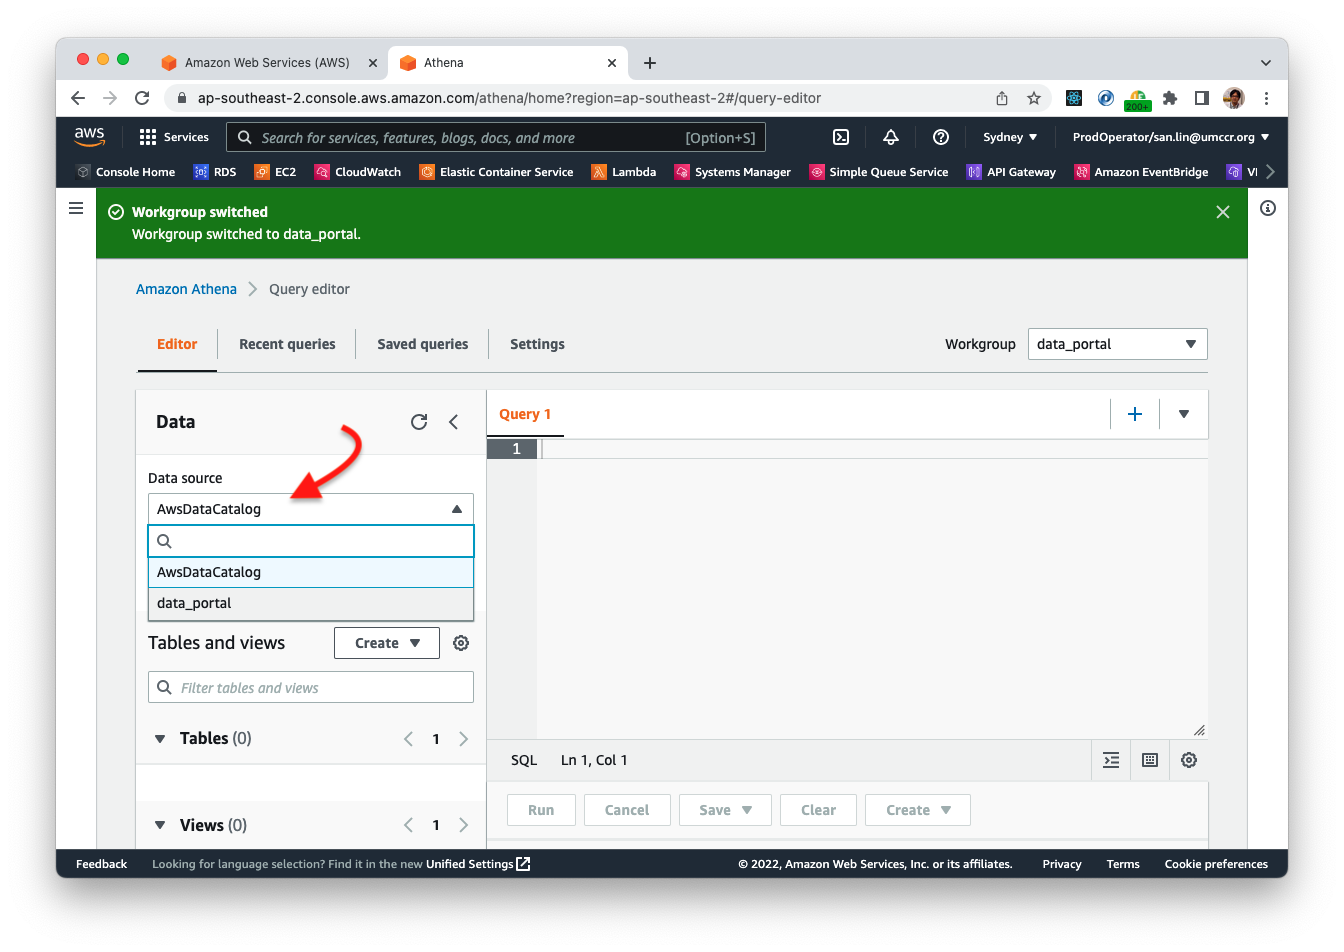 Amazon Web Services (AWS)
Athena
ap-southeast-2.console.aws.amazon.com/athena/home?region=ap-southeast-2#/query-editor
200+
aws
Services
Search for services, features, blogs, docs, and more
[Option+S]
Sydney
ProdOperator/san.lin@umccr.org
Console Home
RDS
EC2
CloudWatch
Elastic Container Service
Lambda
Systems Manager
Simple Queue Service
API Gateway
Amazon EventBridge
Workgroup switched
Workgroup switched to data_portal.
Amazon Athena
Query editor
Editor
Recent queries
Saved queries
Settings
Workgroup
data_portal
Data
Query 1
1
Data source
AwsDataCatalog
AwsDataCatalog
data_portal
Tables and views
Create
Filter tables and views
Tables (0)
1
Views (0)
1
SQL
Ln 1, Col 1
Run
Cancel
Save
Clear
Create
Feedback
Looking for language selection? Find it in the new Unified Settings
© 2022, Amazon Web Services, Inc. or its affiliates.
Privacy
Terms
Cookie preferences